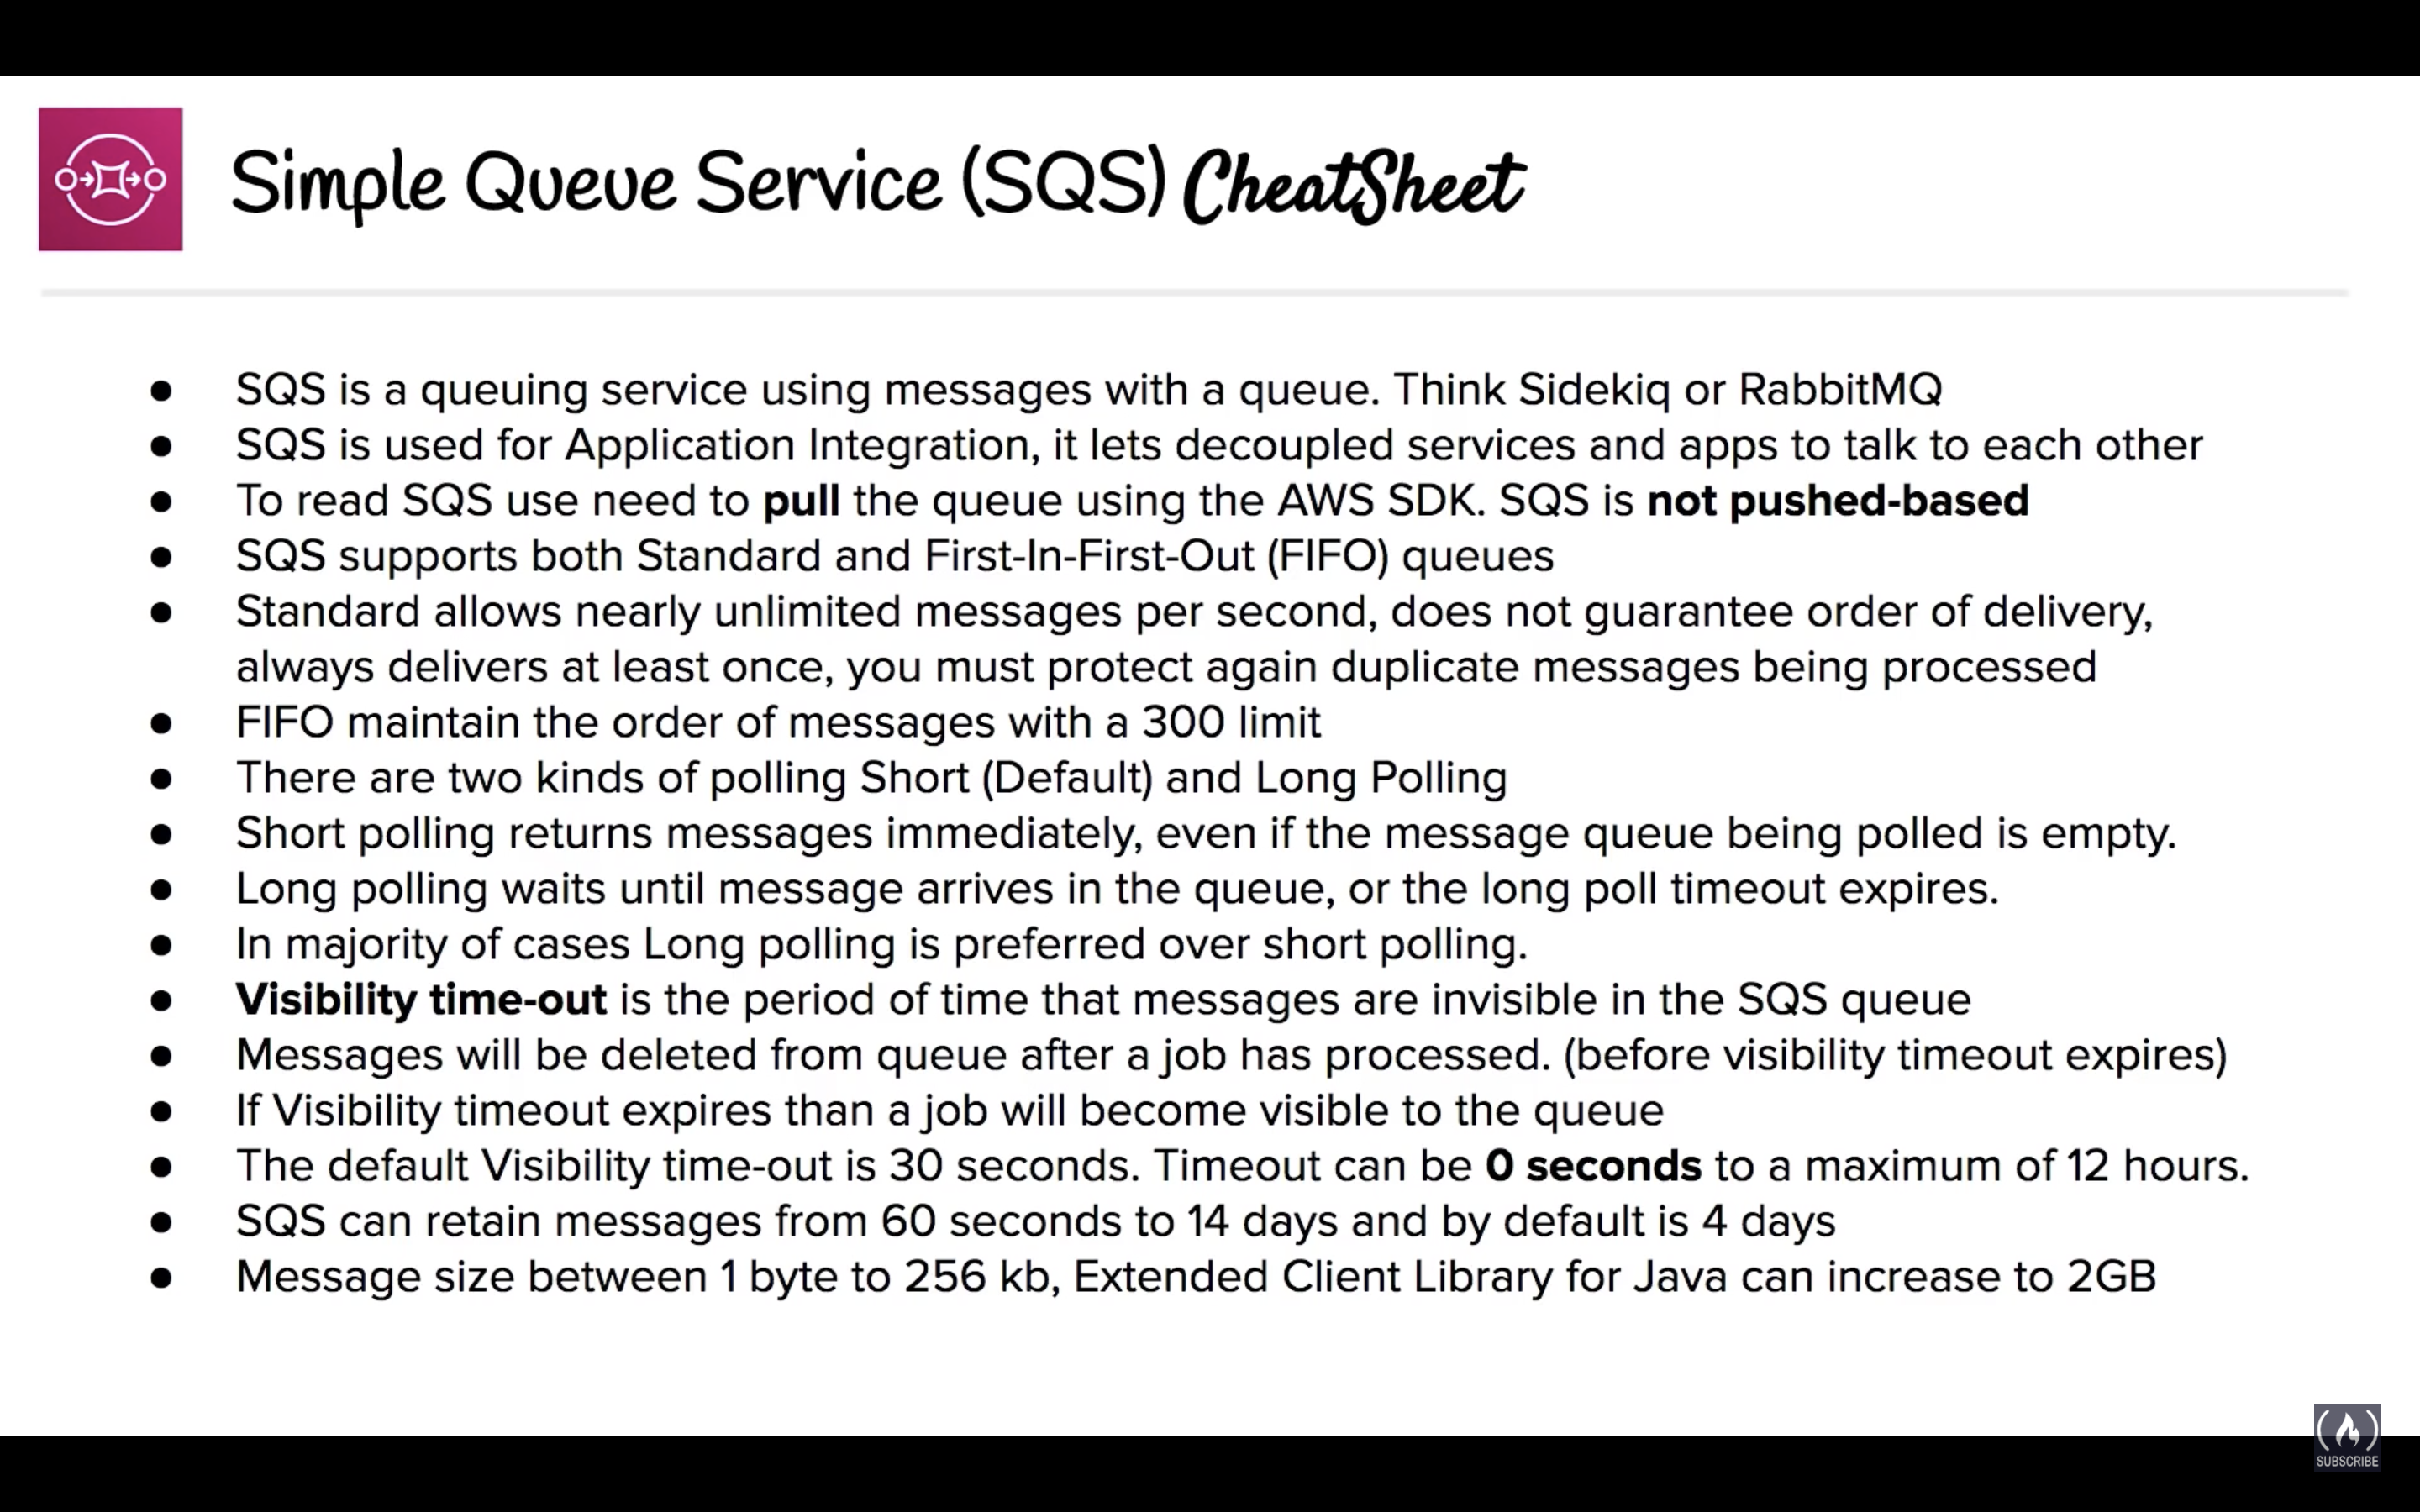 Simple Queue Service (SQS) CheatSheet
● SQS is a queuing service using messages with a queue. Think Sidekiq or RabbitMQ
● SQS is used for Application Integration, it lets decoupled services and apps to talk to each other
● To read SQS use need to pull the queue using the AWS SDK. SQS is not pushed-based
● SQS supports both Standard and First-In-First-Out (FIFO) queues
● Standard allows nearly unlimited messages per second, does not guarantee order of delivery,
always delivers at least once, you must protect again duplicate messages being processed
● FIFO maintain the order of messages with a 300 limit
● There are two kinds of polling Short (Default) and Long Polling
● Short polling returns messages immediately, even if the message queue being polled is empty.
● Long polling waits until message arrives in the queue, or the long poll timeout expires.
● In majority of cases Long polling is preferred over short polling.
● Visibility time-out is the period of time that messages are invisible in the SQS queue
● Messages will be deleted from queue after a job has processed. (before visibility timeout expires)
● If Visibility timeout expires than a job will become visible to the queue
● The default Visibility time-out is 30 seconds. Timeout can be 0 seconds to a maximum of 12 hours.
● SQS can retain messages from 60 seconds to 14 days and by default is 4 days
● Message size between 1 byte to 256 kb, Extended Client Library for Java can increase to 2GB
SUBSCRIBE